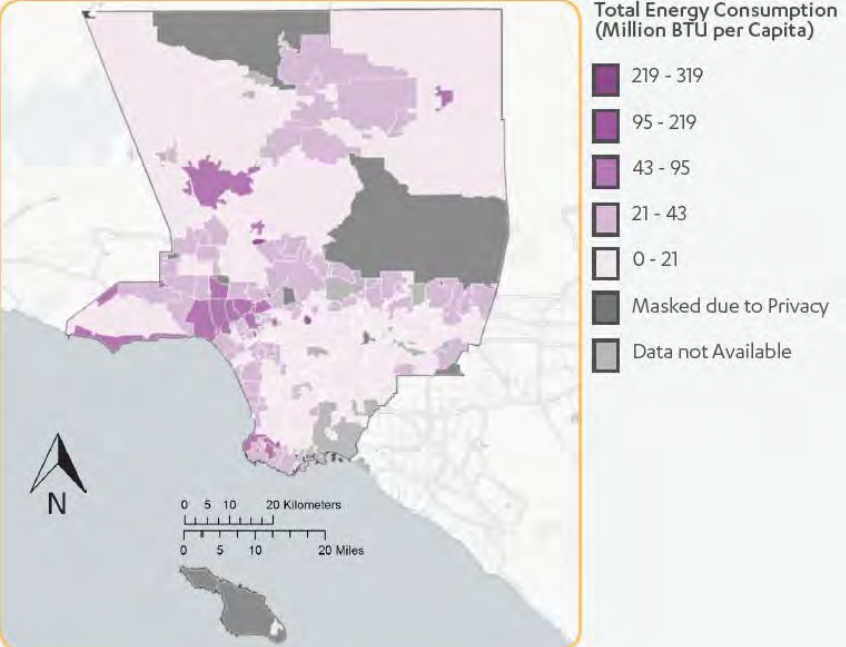 Total Energy Consumption
(Million BTU per Capita)
219 - 319
95 - 219
43 - 95
21 - 43
0 - 21
Masked due to Privacy
Data not Available
N
0 5 10 20 Kilometers
0 5 10 20 Miles